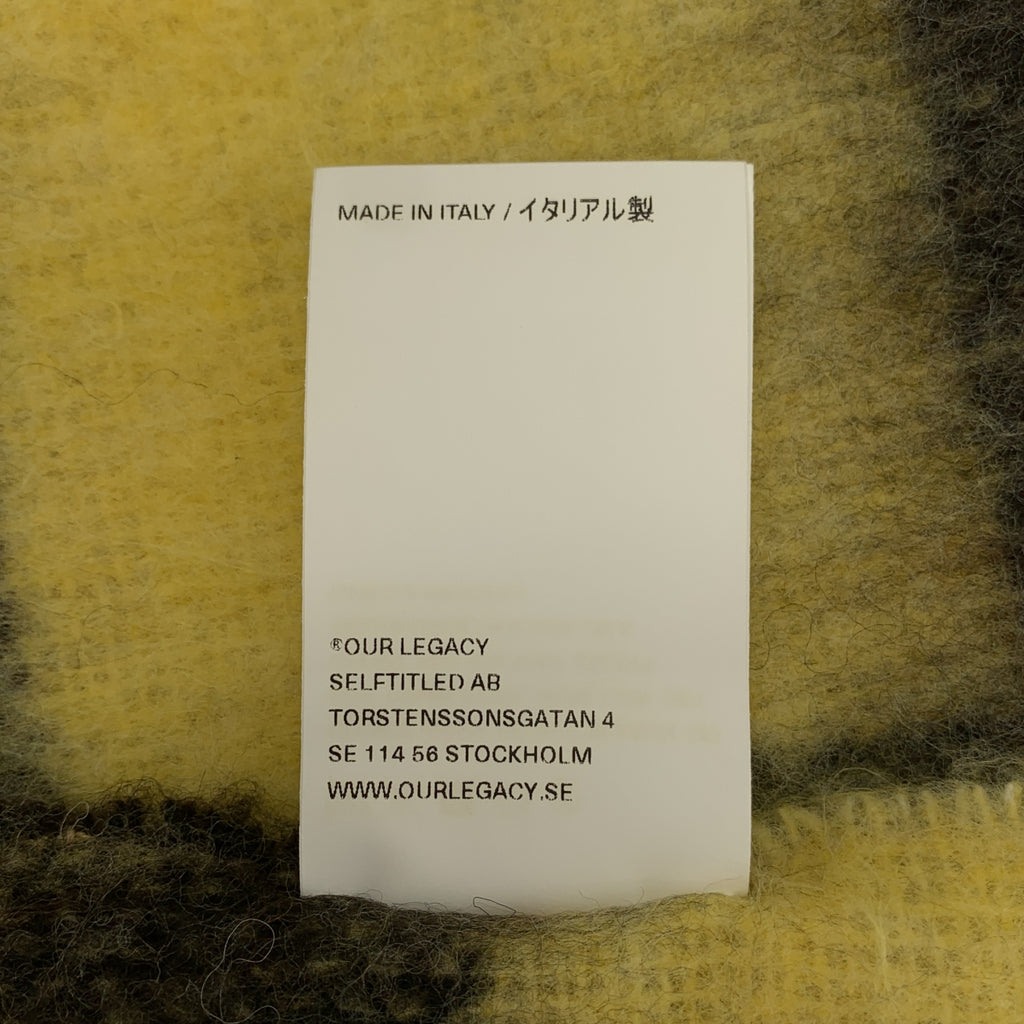 MADE IN ITALY / イタリアル製
®OUR LEGACY
SELFTITLED AB
TORSTENSSONSGATAN 4
SE 114 56 STOCKHOLM
WWW.OURLEGACY.SE